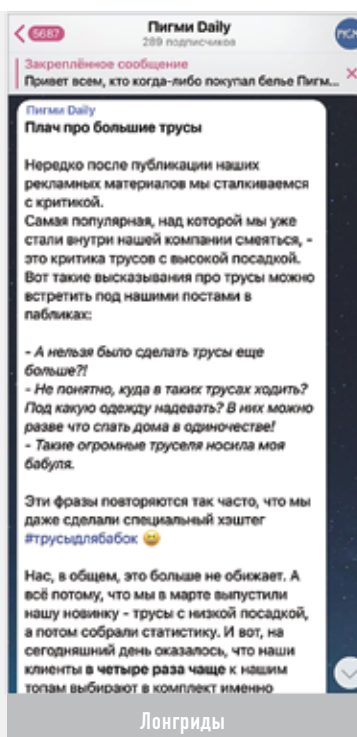 5687
Пигми Daily
289 подписчиков
Закреплённое сообщение
Привет всем, кто когда-либо покупал белье Пигм...
Пигми Daily
Плач про большие трусы
Нередко после публикации наших
рекламных материалов мы сталкиваемся
с критикой.
Самая популярная, над которой мы уже
стали внутри нашей компании смеяться, -
это критика трусов с высокой посадкой.
Вот такие высказывания про трусы можно
встретить под нашими постами в
пабликах:
- А нельзя было сделать трусы еще
больше?!
- Не понятно, куда в таких трусах ходить?
Под какую одежду надевать? В них можно
разве что спать дома в одиночестве!
- Такие огромные труселя носила моя
бабуля.
Эти фразы повторяются так часто, что мы
даже сделали специальный хэштег
#трусыдлябабок 😆
Нас, в общем, это больше не обижает. А
всё потому, что мы в марте выпустили
нашу новинку - трусы с низкой посадкой,
а потом собрали статистику. И вот, на
сегодняшний день оказалось, что наши
клиенты в четыре раза чаще к нашим
топам выбирают в комплект именно
Лонгриды